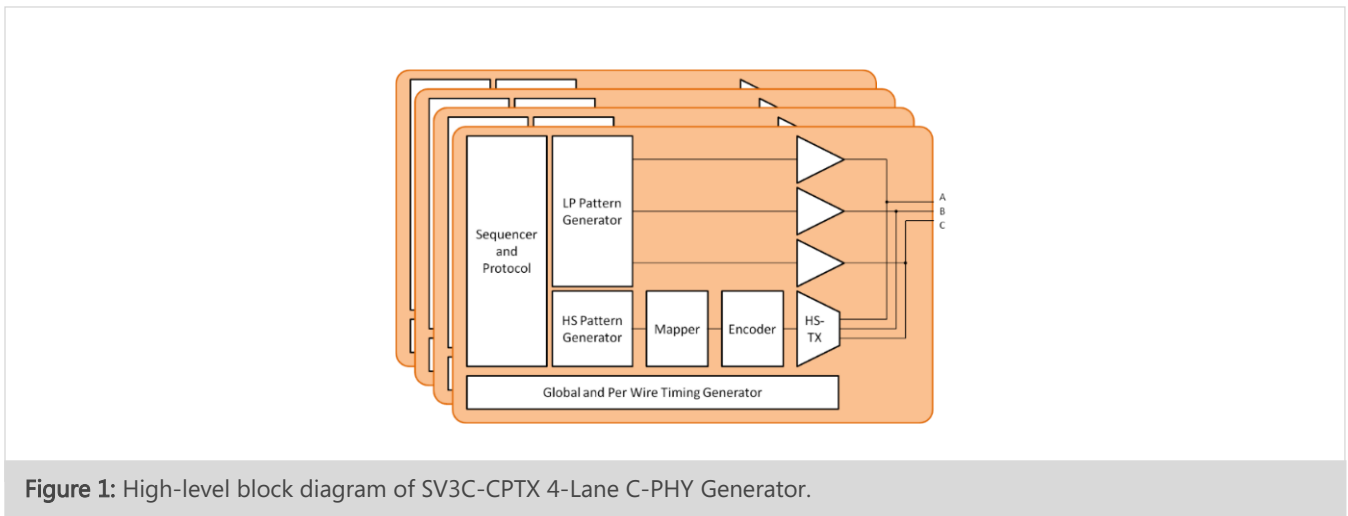 LP Pattern
Generator
Sequencer
and
Protocol
HS Pattern
Generator
Mapper
Encoder
HS-
TX
A
B
C
Global and Per Wire Timing Generator
Figure 1: High-level block diagram of SV3C-CPTX 4-Lane C-PHY Generator.